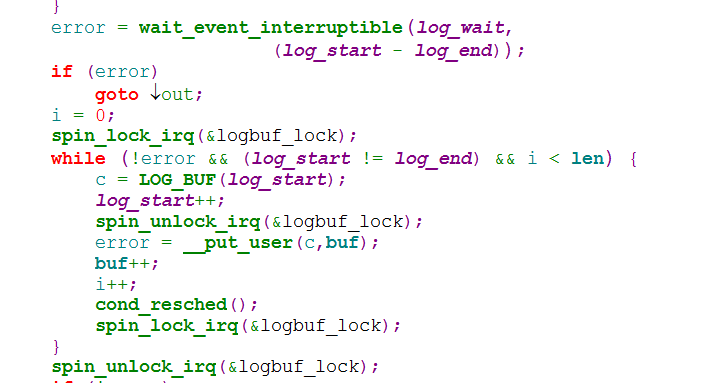 }
error = wait_event_interruptible(log_wait,
(log_start - log_end));
if (error)
goto ↓out;
i = 0;
spin_lock_irq(&logbuf_lock);
while (!error && (log_start != log_end) && i < len) {
c = LOG_BUF(log_start);
log_start++;
spin_unlock_irq(&logbuf_lock);
error = __put_user(c,buf);
buf++;
i++;
cond_resched();
spin_lock_irq(&logbuf_lock);
}
spin_unlock_irq(&logbuf_lock);